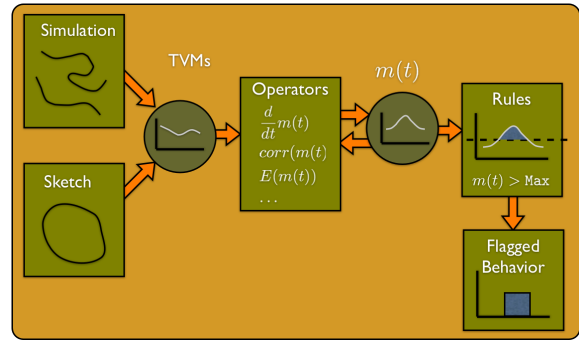 Simulation
TVMs
Sketch
Operators
d/dt m(t)
corr(m(t)
E(m(t))
...
m(t)
Rules
m(t) > Max
Flagged
Behavior